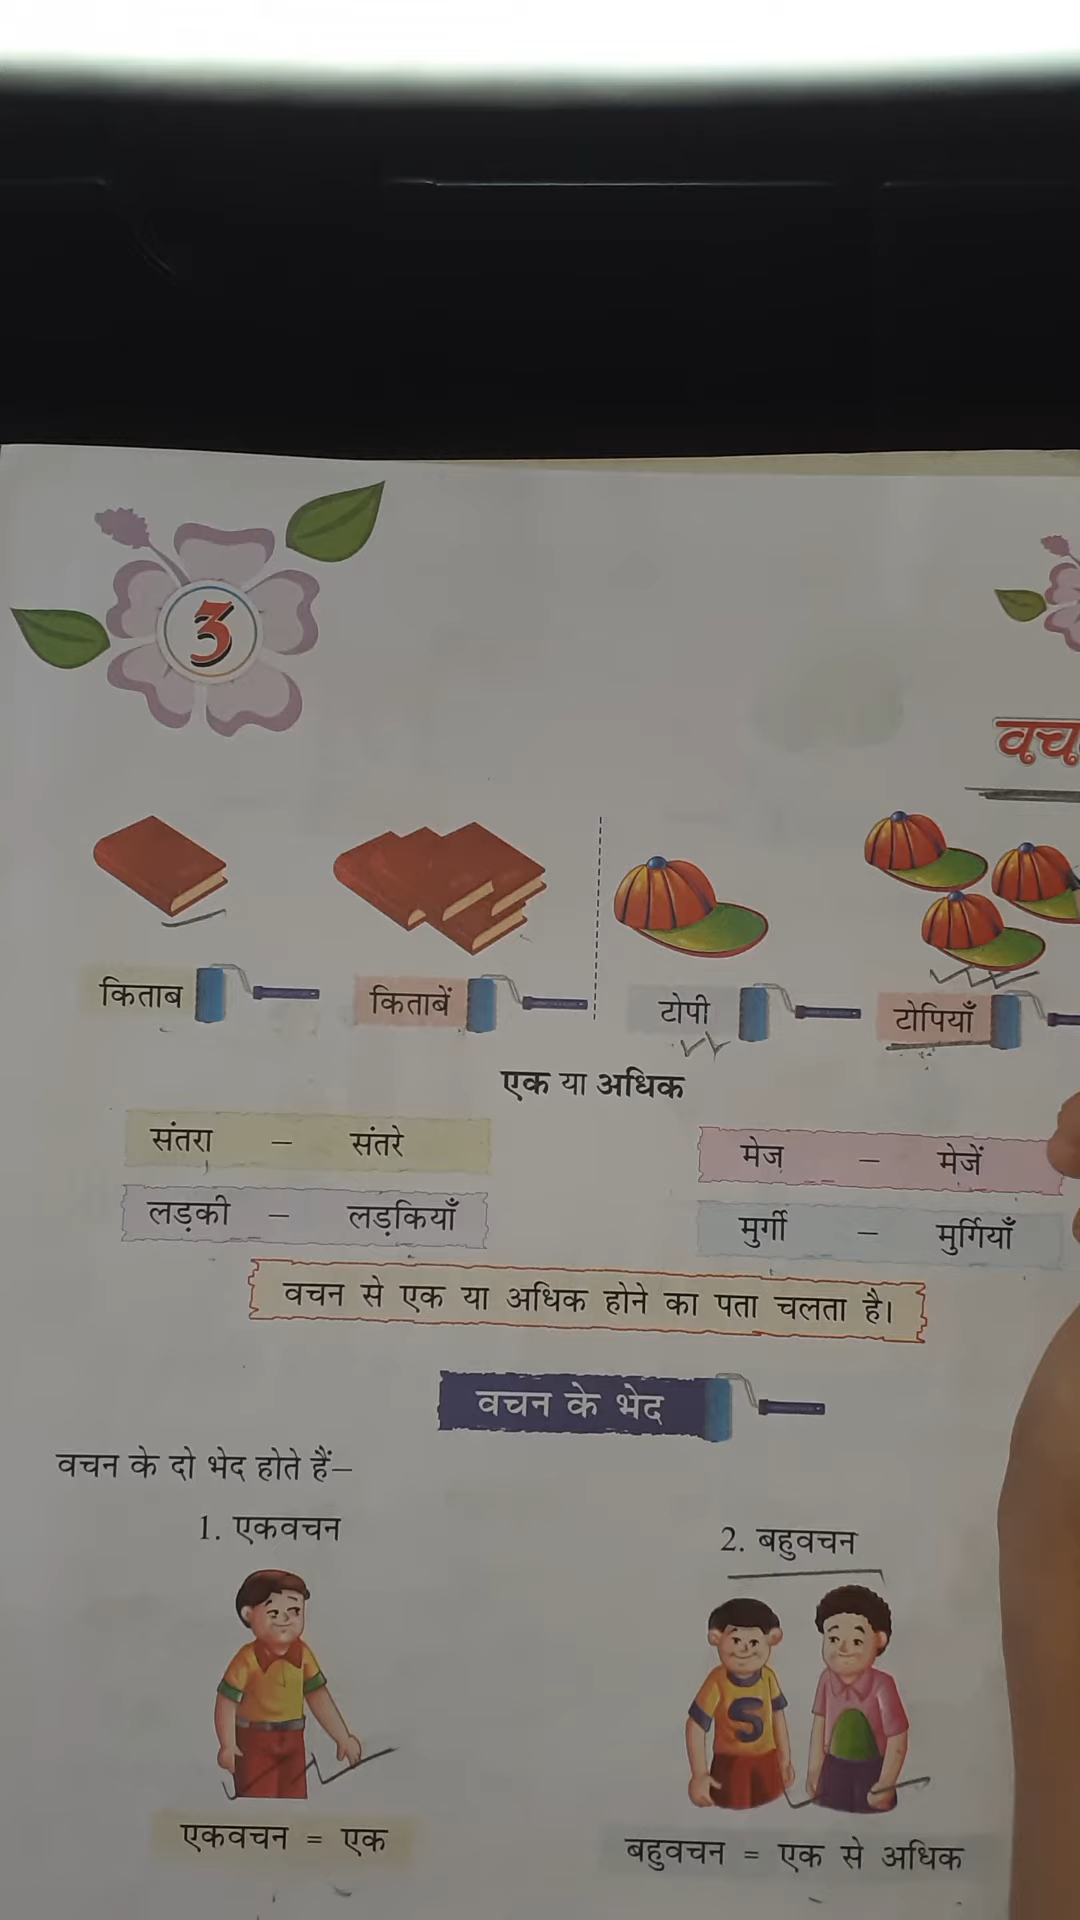 3
किताब किताबें टोपी टोपियाँ
एक या अधिक
संतरा – संतरे मेज – मेजें
लड़की – लड़कियाँ मुर्गी – मुर्गियाँ
वचन से एक या अधिक होने का पता चलता है।
वचन के भेद
वचन के दो भेद होते हैं–
1. एकवचन 2. बहुवचन
S
एकवचन = एक बहुवचन = एक से अधिक